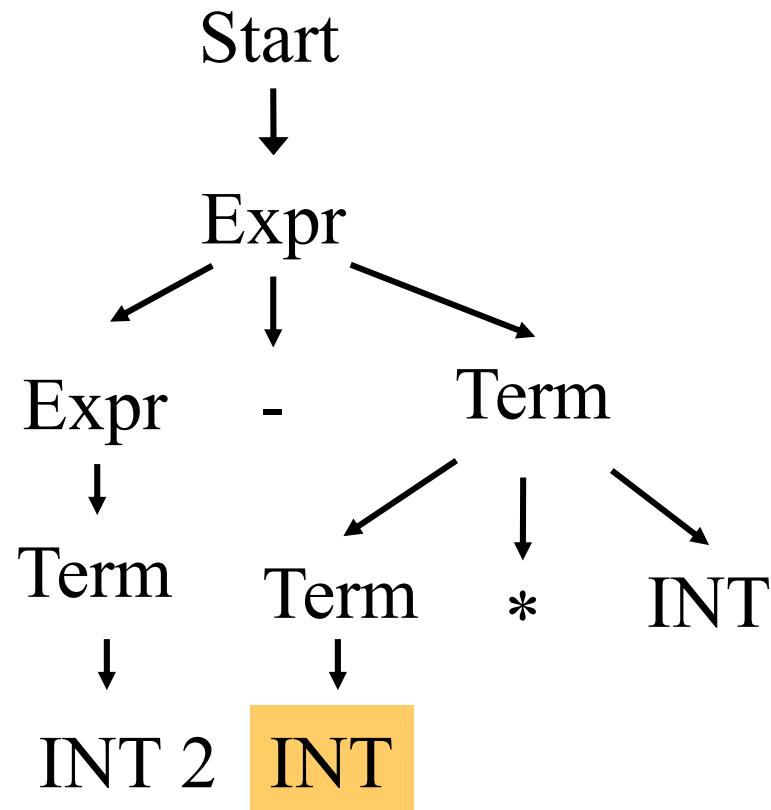 Start
Expr
Expr - Term
Term Term * INT
INT 2 INT